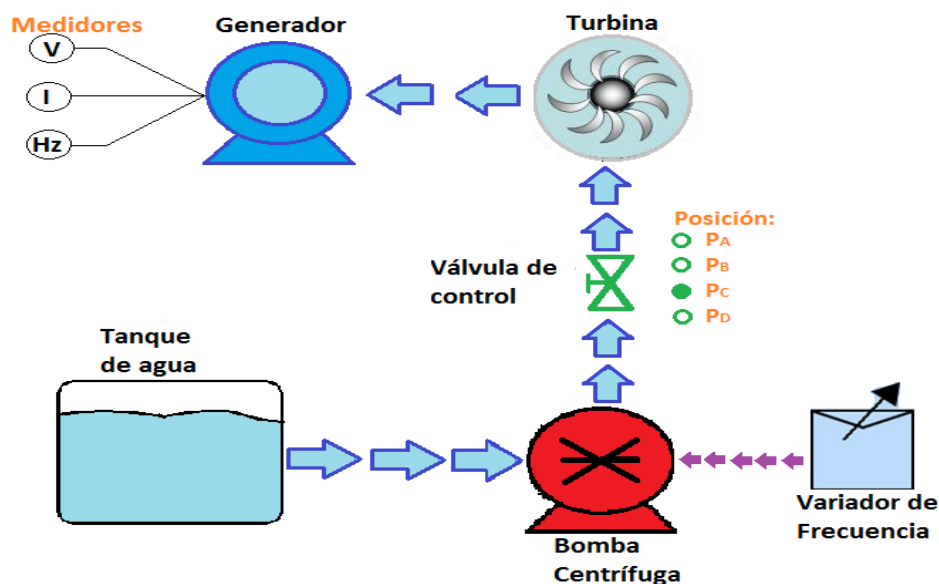 Medidores
Generador
Turbina
V
I
Hz
Posición:
PA
PB
PC
PD
Válvula de
control
Tanque
de agua
Variador de
Frecuencia
Bomba
Centrífuga